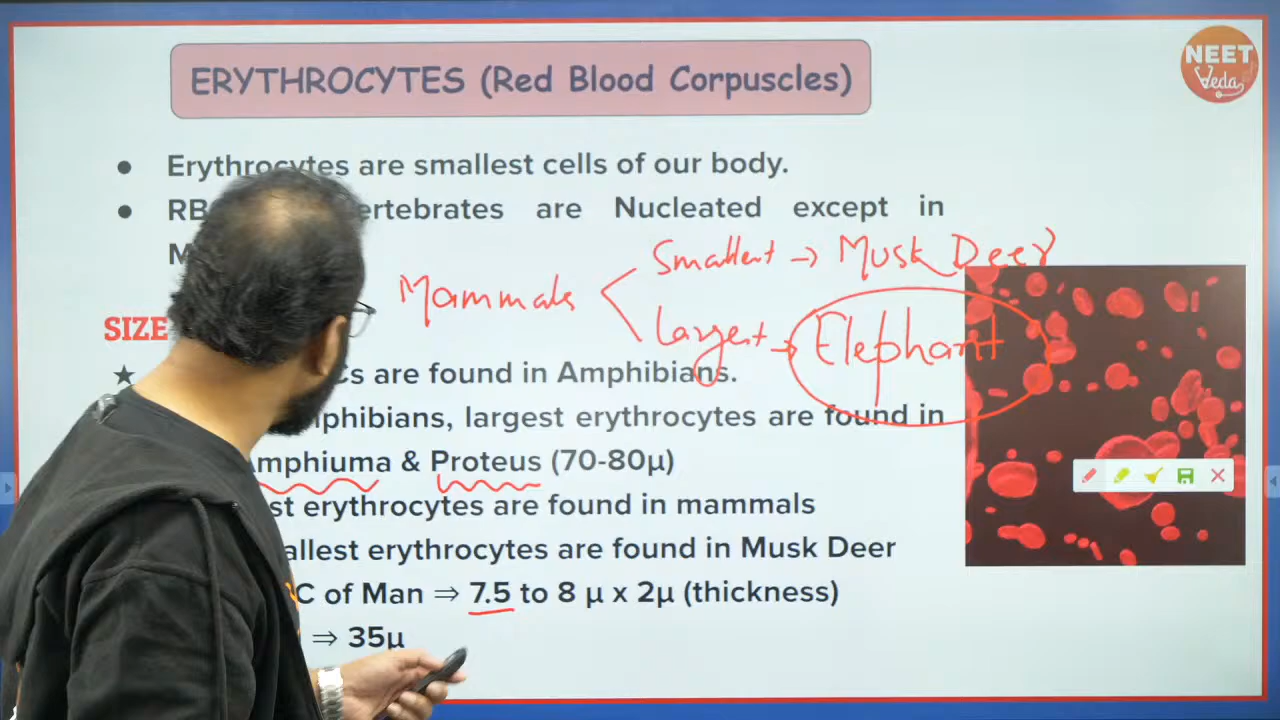 ERYTHROCYTES (Red Blood Corpuscles)
NEET
Veda
Erythrocytes are smallest cells of our body.
RB ertebrates are Nucleated except in
M
Smallest → Musk Deer
Mammals
Largest → Elephant
SIZE
Cs are found in Amphibians.
phibians, largest erythrocytes are found in
Amphiuma & Proteus (70-80μ)
st erythrocytes are found in mammals
allest erythrocytes are found in Musk Deer
C of Man ⇒ 7.5 to 8 μ x 2μ (thickness)
⇒ 35μ